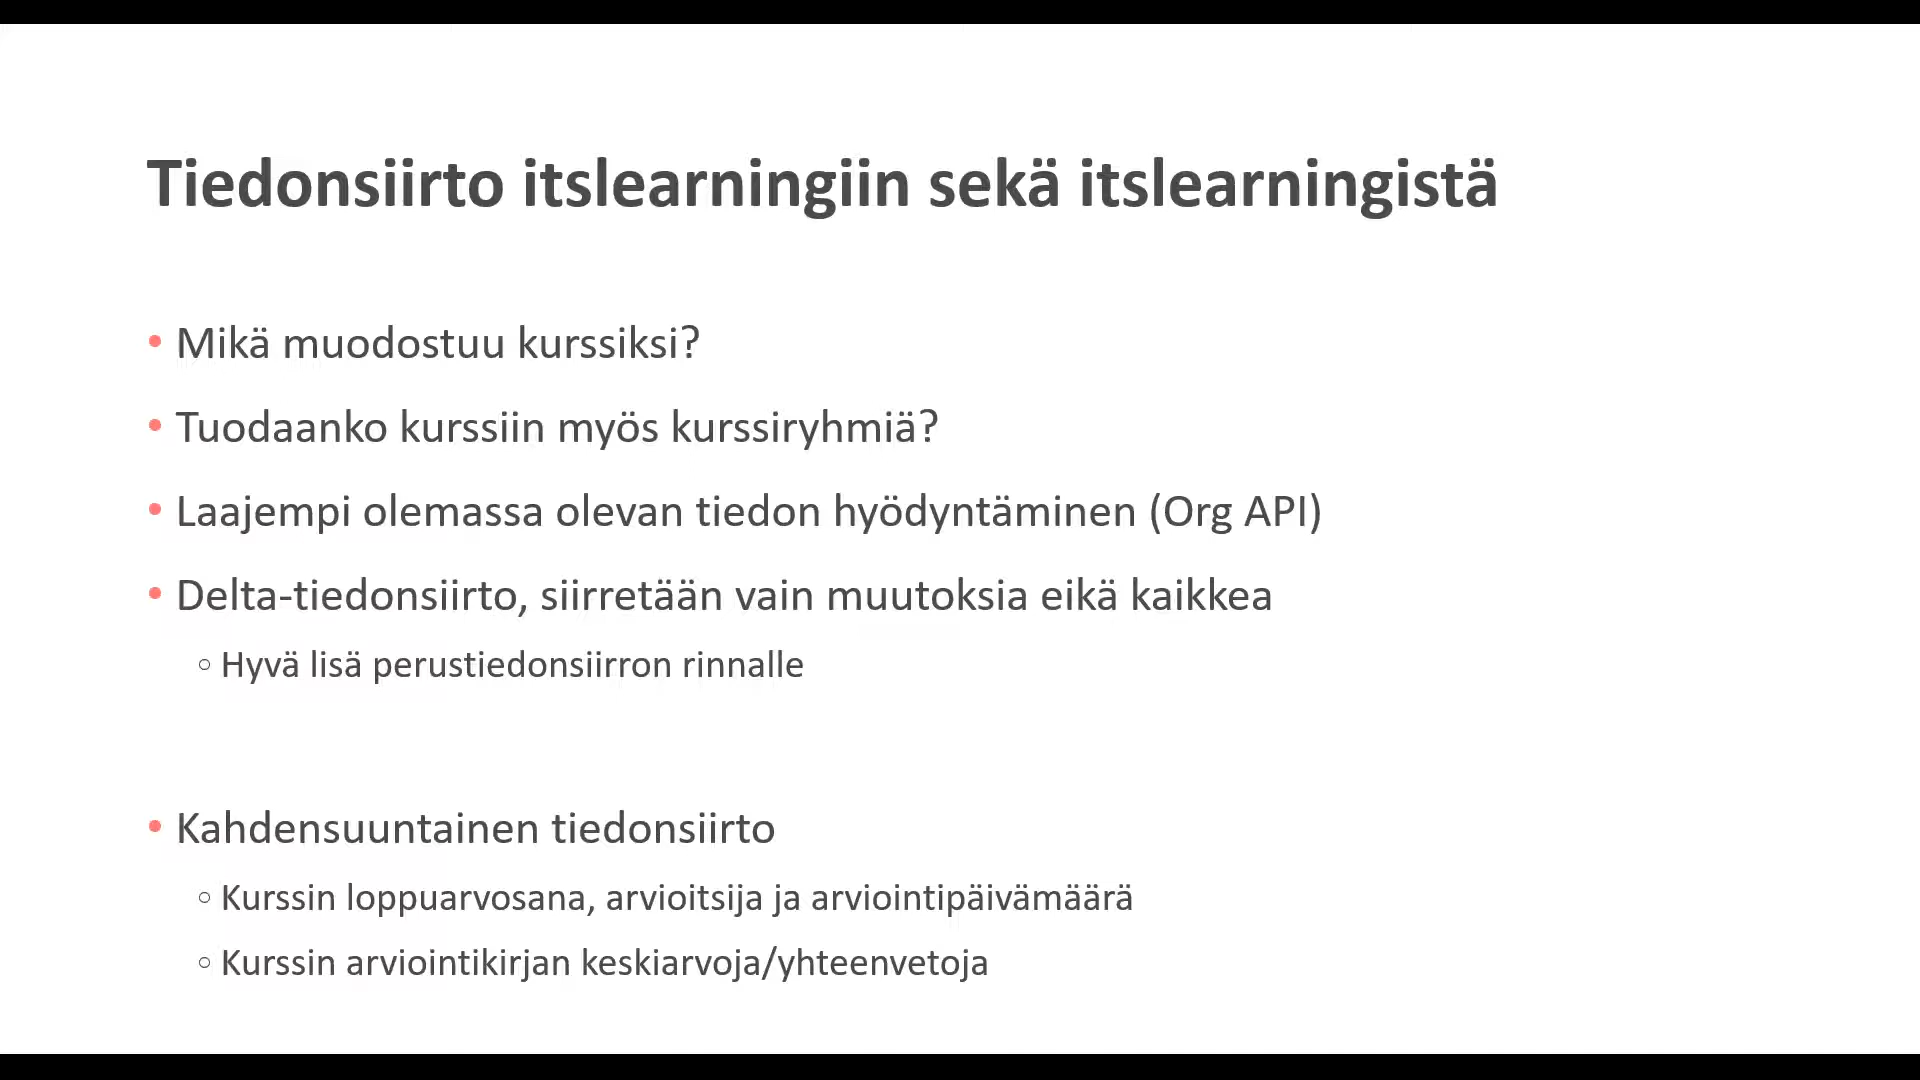 Tiedonsiirto itslearningiin sekä itslearningistä
• Mikä muodostuu kurssiksi?
• Tuodaanko kurssiin myös kurssiryhmiä?
• Laajempi olemassa olevan tiedon hyödyntäminen (Org API)
• Delta-tiedonsiirto, siirretään vain muutoksia eikä kaikkea
○ Hyvä lisä perustiedonsiirron rinnalle
• Kahdensuuntainen tiedonsiirto
○ Kurssin loppuarvosana, arvioitsija ja arviointipäivämäärä
○ Kurssin arviointikirjan keskiarvoja/yhteenvetoja